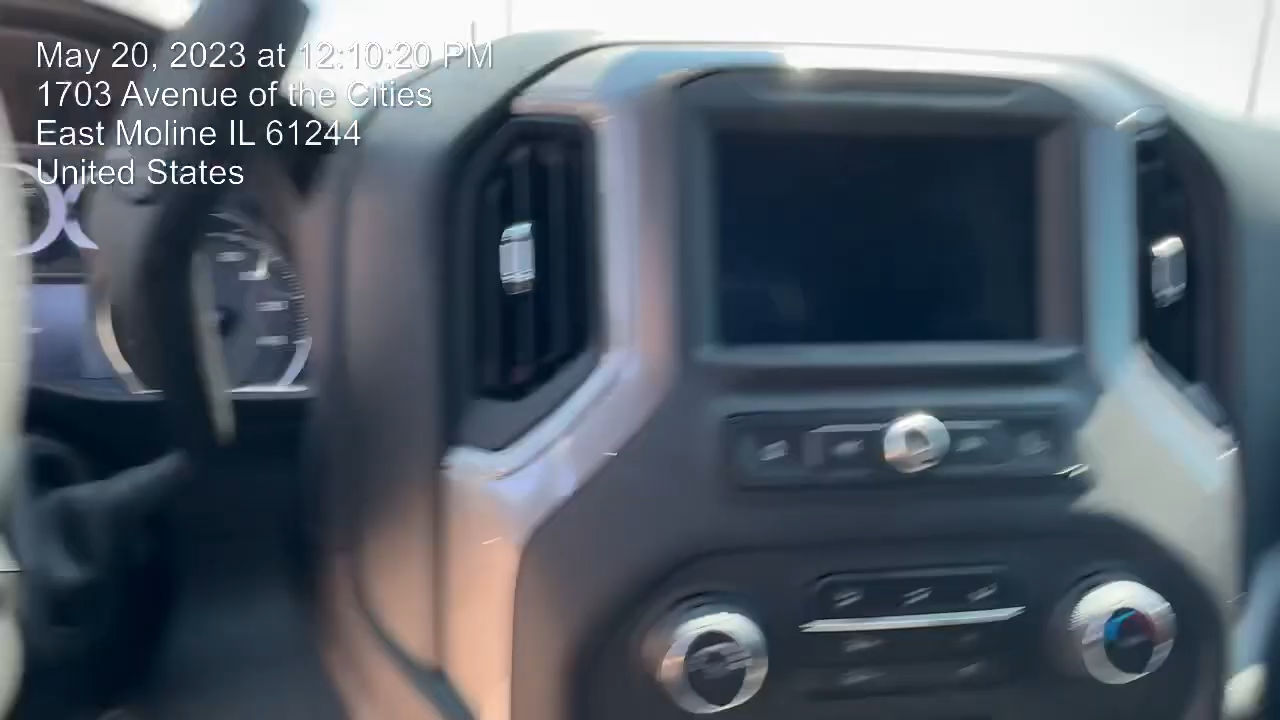 May 20, 2023 at 12:10:20 PM
1703 Avenue of the Cities
East Moline IL 61244
United States